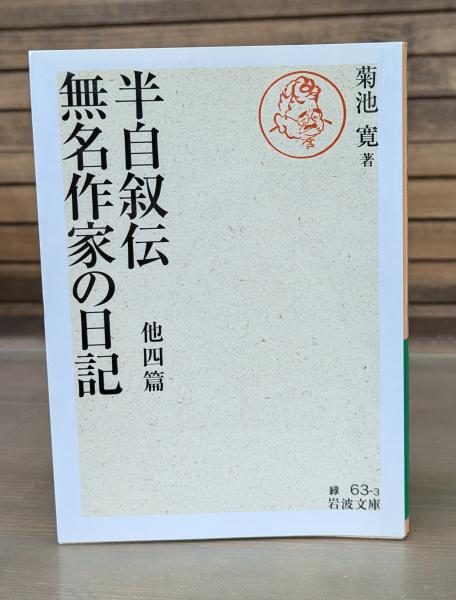 菊池 寛 著
半自叙伝
無名作家の日記
他四篇
緑 63-3
岩波文庫